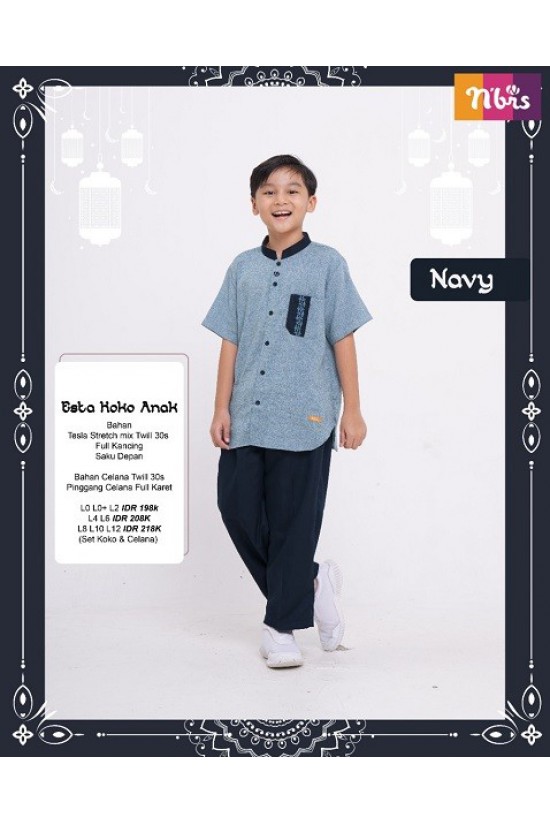 N'brs
Navy
Esta Koko Anak
Bahan
Tesla Stretch mix Twill 30s
Full Kancing
Saku Depan
Bahan Celana Twill 30s
Pinggang Celana Full Karet
L0 L0+ L2 IDR 198k
L4 L6 IDR 208K
L8 L10 L12 IDR 218K
(Set Koko & Celana)